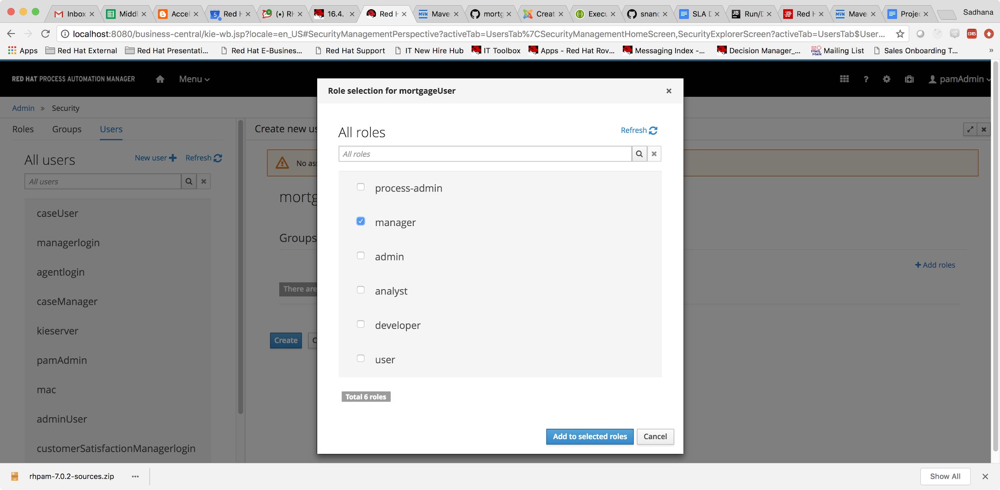 Inbox
Middl
Accel
Red H
(•) RH
16.4.
Red H
Mave
mortg
Creat
Execu
snanc
SLA D
Run/D
Red H
Mave
Projec
Sadhana
localhost:8080/business-central/kie-wb.jsp?locale=en_US#SecurityManagementPerspective?activeTab=UsersTab%7CSecurityManagementHomeScreen,SecurityExplorerScreen?activeTab=UsersTab$User...
CORS
Apps
Red Hat External
Red Hat Presentati...
Red Hat E-Busines...
Red Hat Support
IT New Hire Hub
IT Toolbox
Apps - Red Hat Rov...
Messaging Index -...
Decision Manager_...
Mailing List
Sales Onboarding T...
»
RED HAT PROCESS AUTOMATION MANAGER
Menu
pamAdmin
Admin » Security
Roles
Groups
Users
All users
New user
Refresh
All users
caseUser
managerlogin
agentlogin
caseManager
kieserver
pamAdmin
mac
adminUser
customerSatisfactionManagerlogin
Create new us
No ass
mortg
Groups
+ Add roles
There are
Create
C
Role selection for mortgageUser
All roles
Refresh
All roles
process-admin
manager
admin
analyst
developer
user
Total 6 roles
Add to selected roles
Cancel
rhpam-7.0.2-sources.zip
Show All